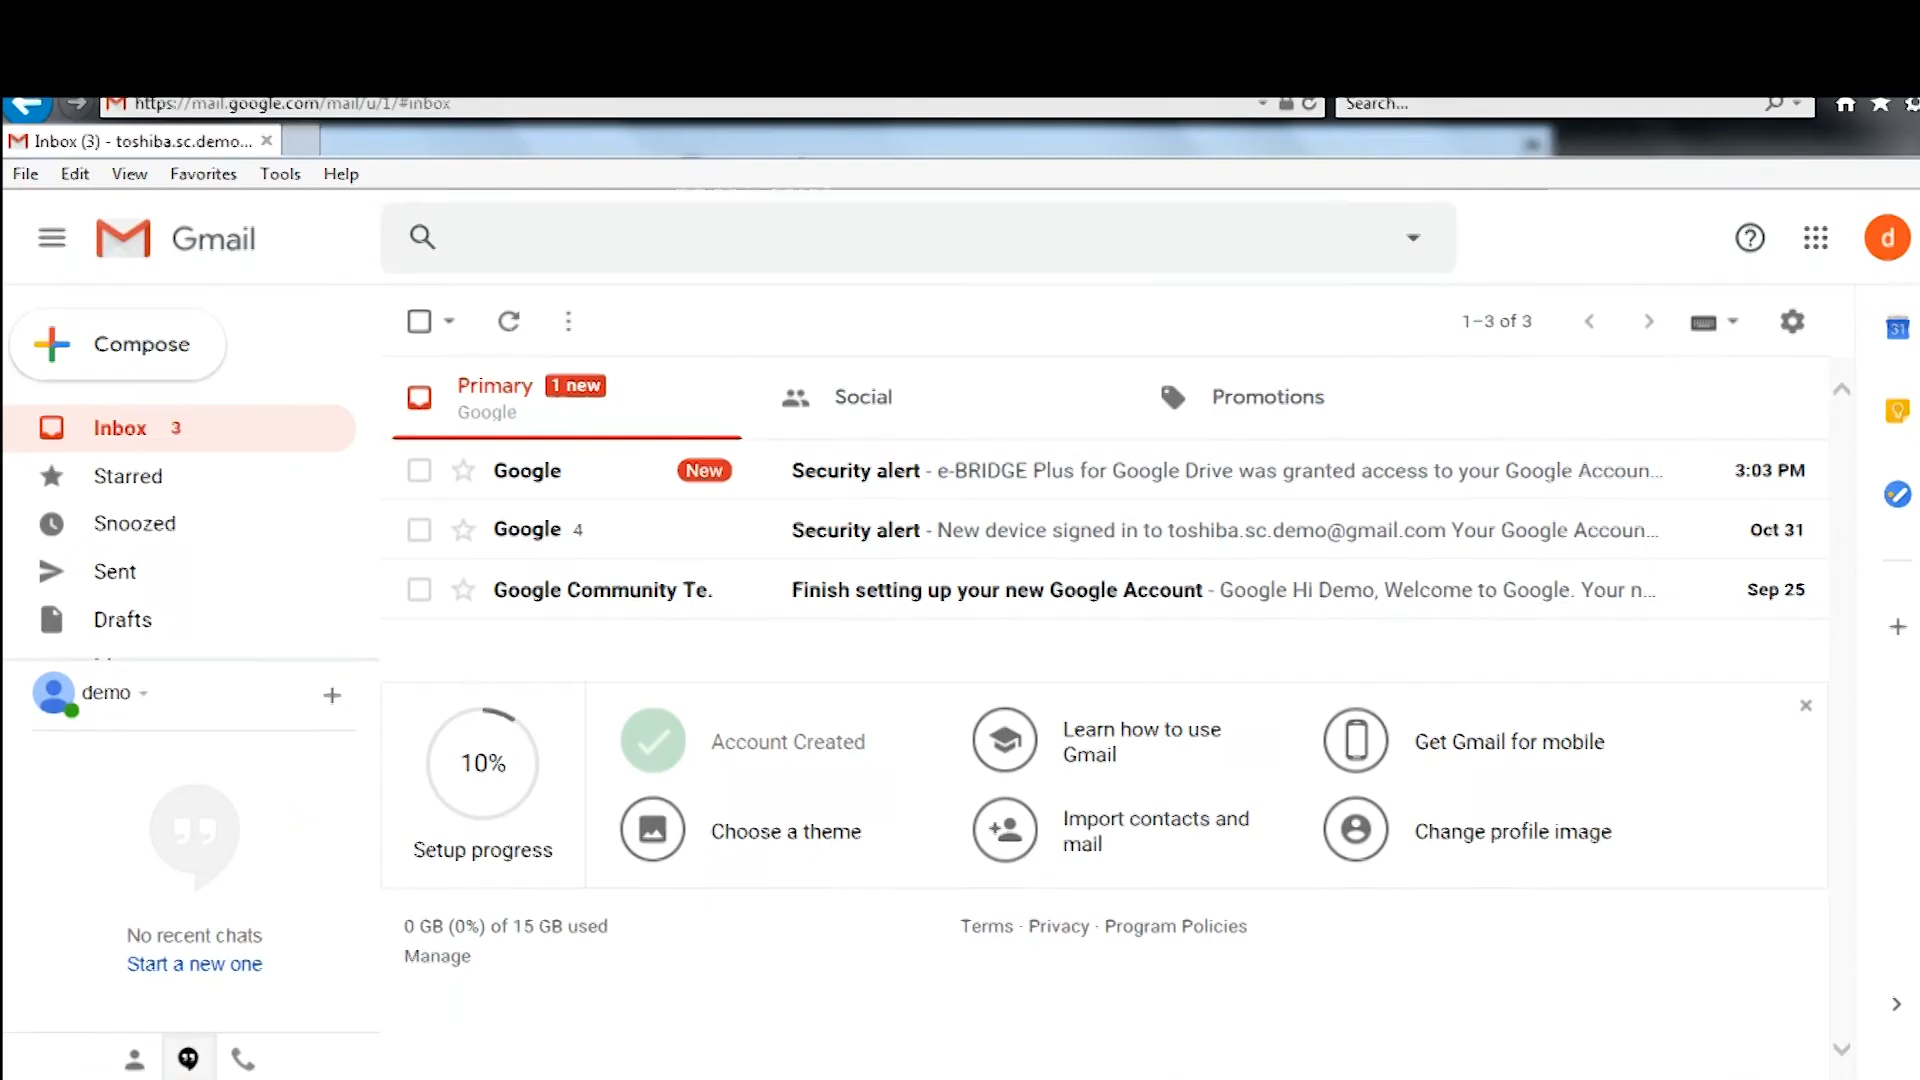 https://mail.google.com/mail/u/1/#inbox
Search...
Inbox (3) - toshiba.sc.demo...
File Edit View Favorites Tools Help
Gmail
Compose
1–3 of 3
31
d
Primary 1 new
Google
Social
Promotions
Inbox 3
Starred
Snoozed
Sent
Drafts
Google New Security alert - e-BRIDGE Plus for Google Drive was granted access to your Google Accoun... 3:03 PM
Google 4 Security alert - New device signed in to toshiba.sc.demo@gmail.com Your Google Accoun... Oct 31
Google Community Te. Finish setting up your new Google Account - Google Hi Demo, Welcome to Google. Your n... Sep 25
demo
10%
Setup progress
Account Created
Learn how to use
Gmail
Get Gmail for mobile
Choose a theme
Import contacts and
mail
Change profile image
0 GB (0%) of 15 GB used
Manage
Terms · Privacy · Program Policies
No recent chats
Start a new one